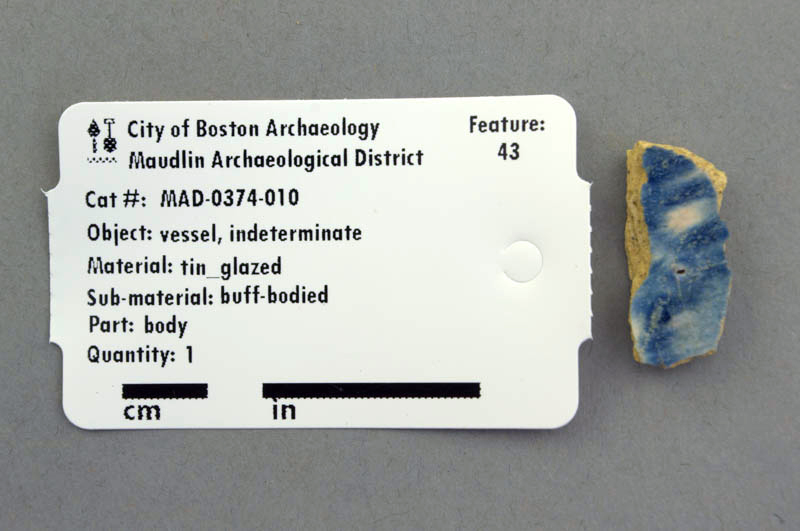 City of Boston Archaeology
Maudlin Archaeological District
Feature:
43
Cat #: MAD-0374-010
Object: vessel, indeterminate
Material: tin_glazed
Sub-material: buff-bodied
Part: body
Quantity: 1
cm in